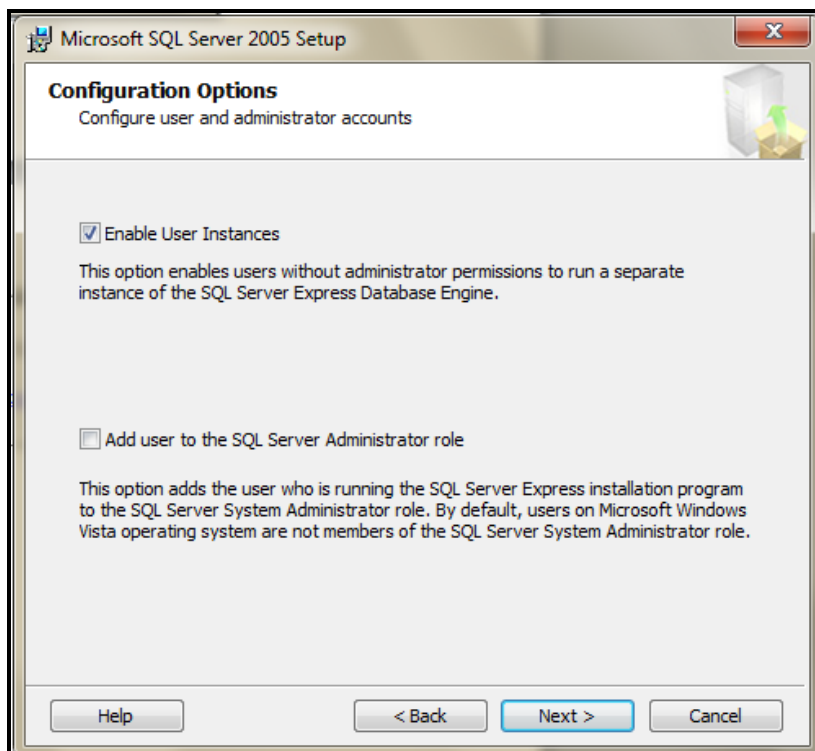 Microsoft SQL Server 2005 Setup
Configuration Options
Configure user and administrator accounts
Enable User Instances
This option enables users without administrator permissions to run a separate
instance of the SQL Server Express Database Engine.
Add user to the SQL Server Administrator role
This option adds the user who is running the SQL Server Express installation program
to the SQL Server System Administrator role. By default, users on Microsoft Windows
Vista operating system are not members of the SQL Server System Administrator role.
Help
< Back
Next >
Cancel